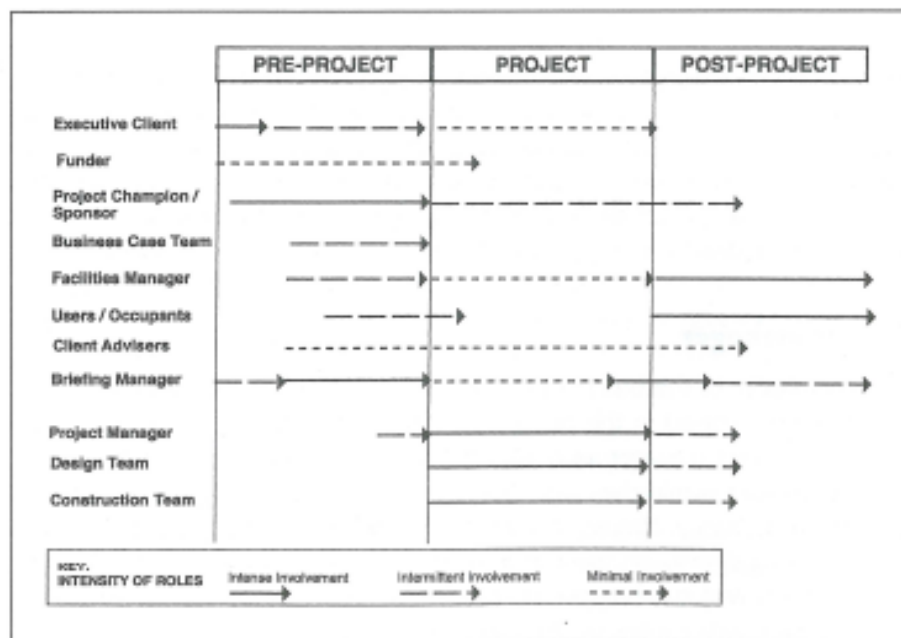 PRE-PROJECT PROJECT POST-PROJECT
Executive Client
Funder
Project Champion /
Sponsor
Business Case Team
Facilities Manager
Users / Occupants
Client Advisers
Briefing Manager
Project Manager
Design Team
Construction Team
KEY.
INTENSITY OF ROLES Intense Involvement Intermittent Involvement Minimal Involvement